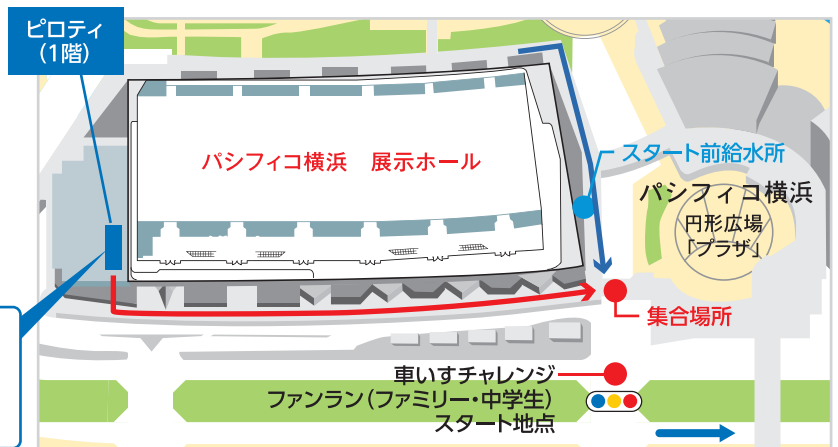 ピロティ
(1階)
パシフィコ横浜　展示ホール
スタート前給水所
パシフィコ横浜
円形広場
「プラザ」
集合場所
車いすチャレンジ
ファンラン(ファミリー・中学生)
スタート地点